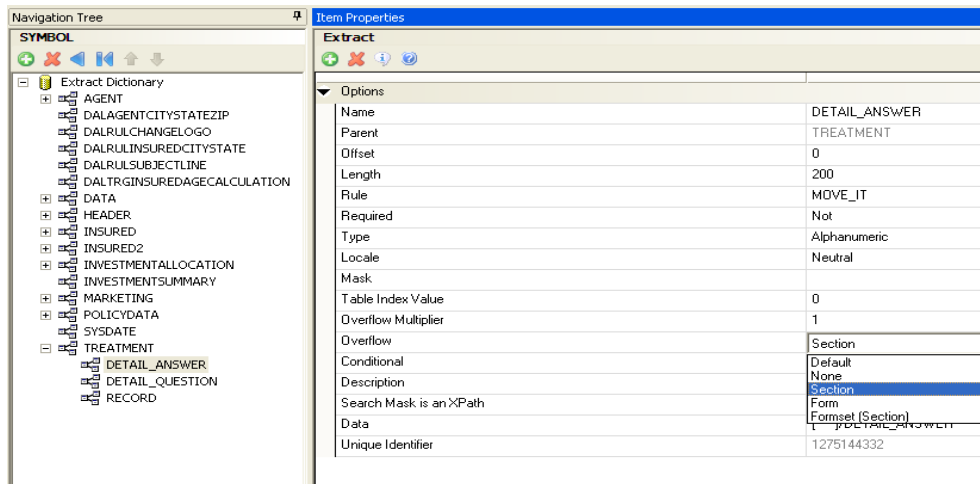 Navigation Tree
SYMBOL
Extract Dictionary
AGENT
DALAGENTCITYSTATEZIP
DALRULCHANGELOGO
DALRULINSUREDCITYSTATE
DALRULSUBJECTLINE
DALTRGINSUREDAGECALCULATION
DATA
HEADER
INSURED
INSURED2
INVESTMENTALLOCATION
INVESTMENTSUMMARY
MARKETING
POLICYDATA
SYSDATE
TREATMENT
DETAIL_ANSWER
DETAIL_QUESTION
RECORD
Item Properties
Extract
Options
Name DETAIL_ANSWER
Parent TREATMENT
Offset 0
Length 200
Rule MOVE_IT
Required Not
Type Alphanumeric
Locale Neutral
Mask
Table Index Value 0
Overflow Multiplier 1
Overflow Section
Conditional Default
None
Description Section
Search Mask is an XPath Form
Formset (Section)
Data
Unique Identifier 1275144332